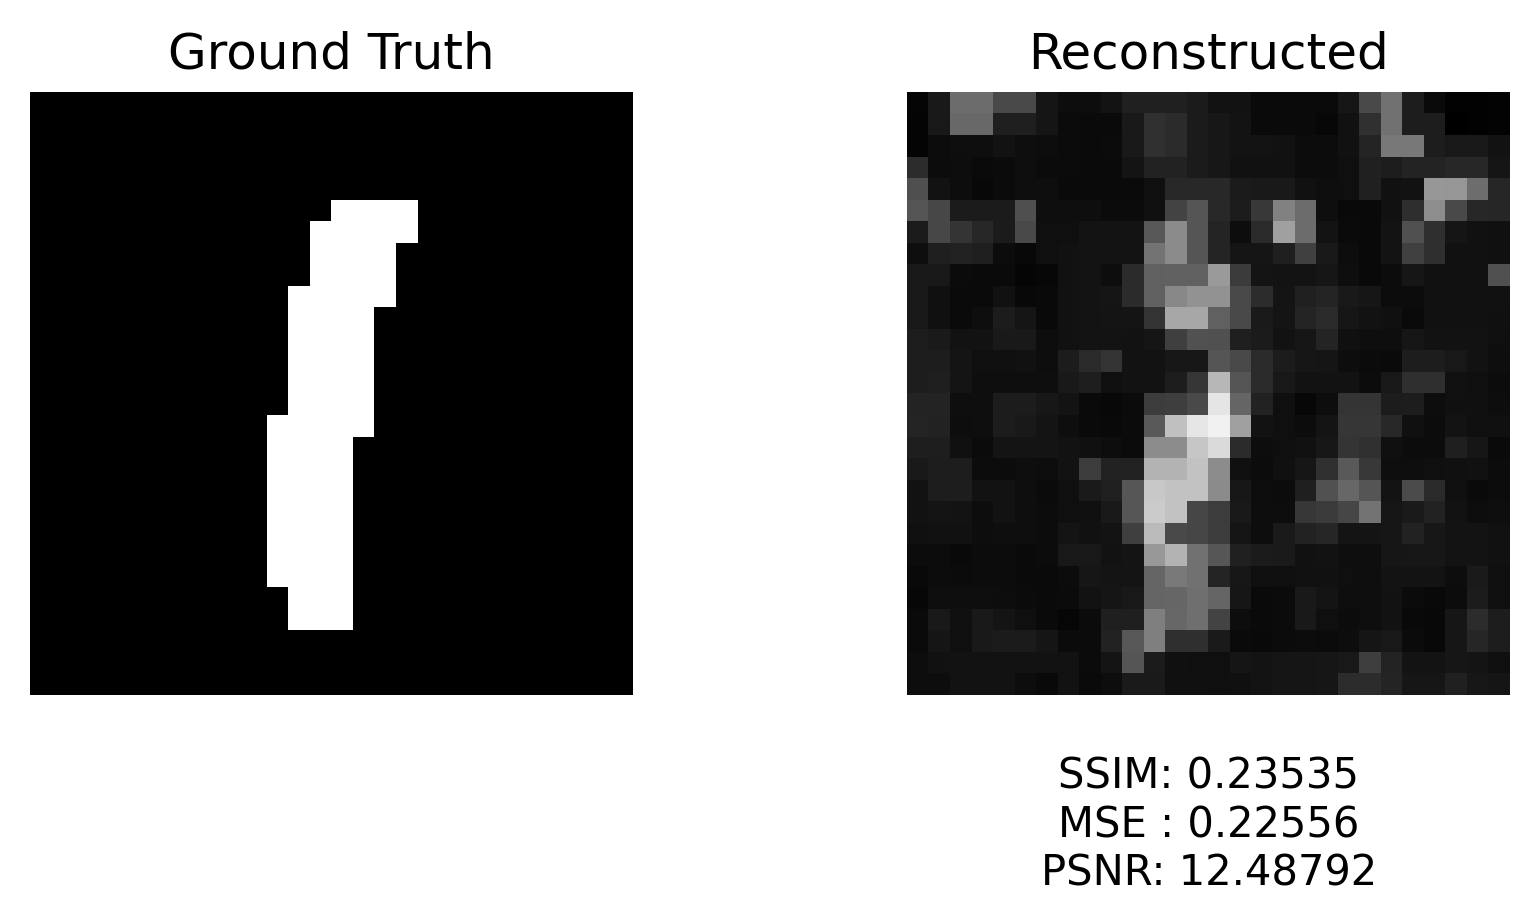 Ground Truth
Reconstructed
SSIM: 0.23535
MSE : 0.22556
PSNR: 12.48792